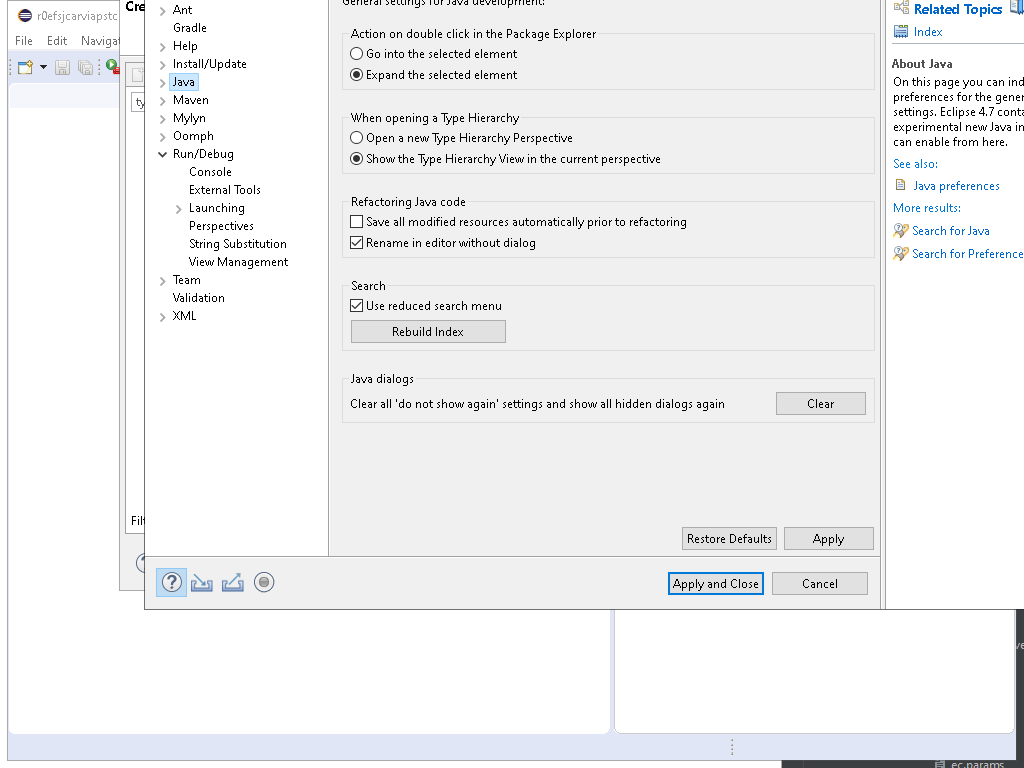 r0efsjcarviapstc
File Edit Navigat
Cre
ty
Filt
Ant
Gradle
Help
Install/Update
Java
Maven
Mylyn
Oomph
Run/Debug
Console
External Tools
Launching
Perspectives
String Substitution
View Management
Team
Validation
XML
General settings for Java development:
Action on double click in the Package Explorer
Go into the selected element
Expand the selected element
When opening a Type Hierarchy
Open a new Type Hierarchy Perspective
Show the Type Hierarchy View in the current perspective
Refactoring Java code
Save all modified resources automatically prior to refactoring
Rename in editor without dialog
Search
Use reduced search menu
Rebuild Index
Java dialogs
Clear all 'do not show again' settings and show all hidden dialogs again
Clear
Restore Defaults Apply
Apply and Close Cancel
Related Topics
Index
About Java
On this page you can ind
preferences for the gener
settings. Eclipse 4.7 conta
experimental new Java in
can enable from here.
See also:
Java preferences
More results:
Search for Java
Search for Preference
ve
ec.params